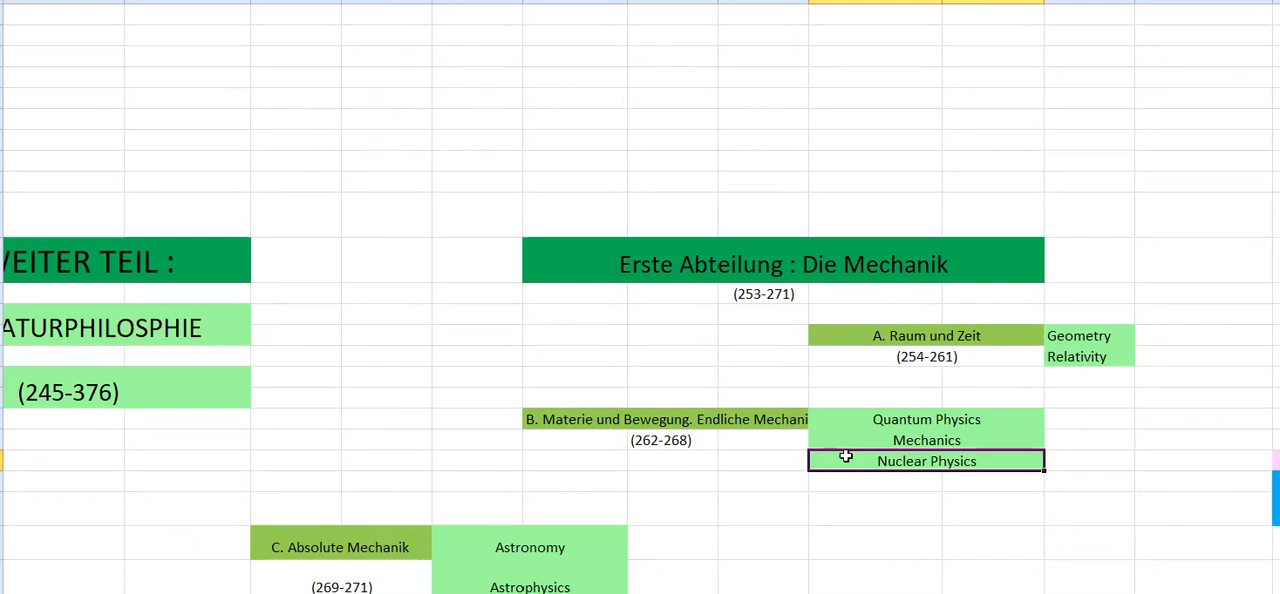 VEITER TEIL :
Erste Abteilung : Die Mechanik
(253-271)
ATURPHILOSPHIE
A. Raum und Zeit
Geometry
(254-261)
Relativity
(245-376)
B. Materie und Bewegung. Endliche Mechani
Quantum Physics
(262-268)
Mechanics
Nuclear Physics
C. Absolute Mechanik
Astronomy
(269-271)
Astrophysics